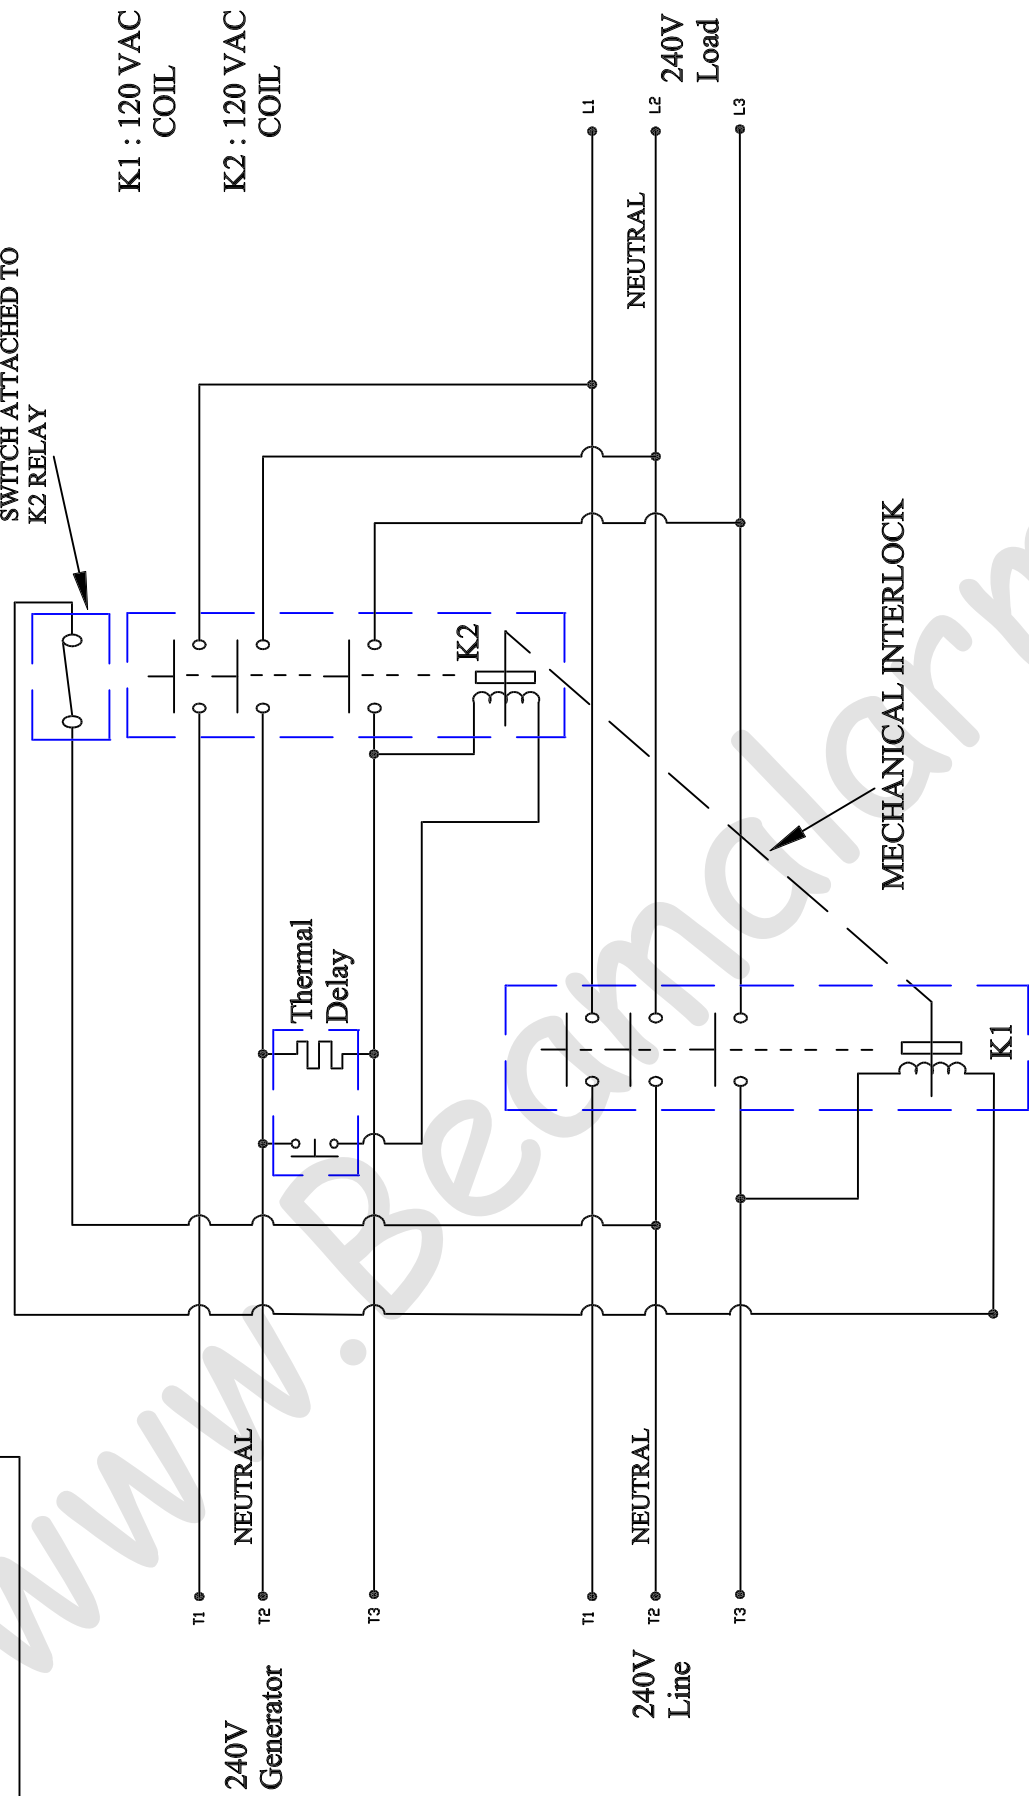 SWITCH ATTACHED TO
K2 RELAY
K1 : 120 VAC
COIL
K2 : 120 VAC
COIL
240V
Generator
T1
T2
T3
NEUTRAL
Thermal
Delay
K2
240V
Line
T1
T2
T3
NEUTRAL
K1
MECHANICAL INTERLOCK
NEUTRAL
L1
L2
L3
240V
Load
www.Beamalarm